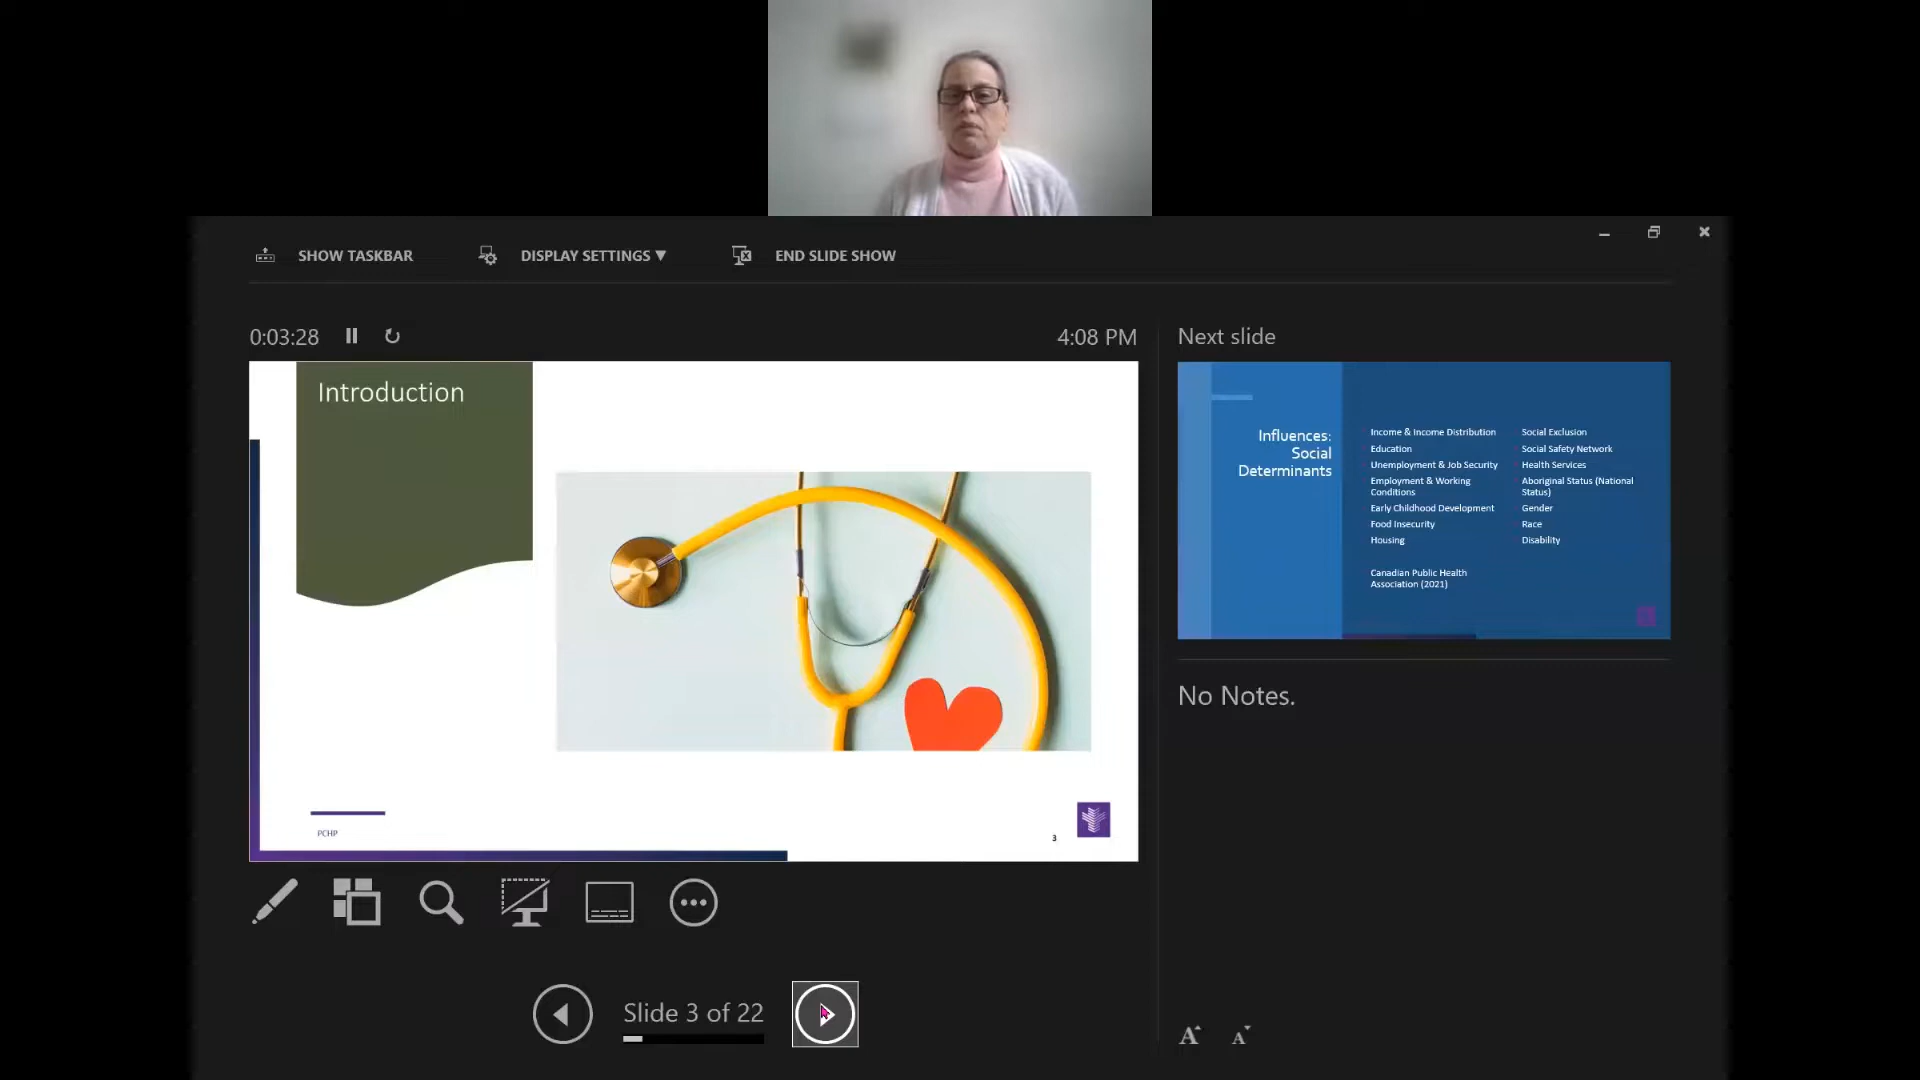 SHOW TASKBAR
DISPLAY SETTINGS ▼
END SLIDE SHOW
0:03:28
4:08 PM
Next slide
Introduction
PCHP
3
Influences:
Social
Determinants
Income & Income Distribution
Education
Unemployment & Job Security
Employment & Working
Conditions
Early Childhood Development
Food Insecurity
Housing
Canadian Public Health
Association (2021)
Social Exclusion
Social Safety Network
Health Services
Aboriginal Status (National
Status)
Gender
Race
Disability
No Notes.
Slide 3 of 22
A
A